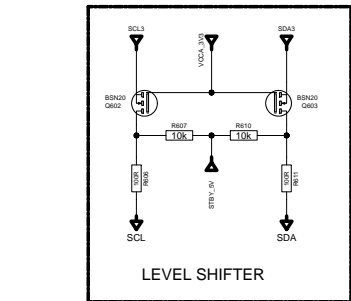 SCL3
VCCA_3V3
SDA3
BSN20
Q602
BSN20
Q603
R607
10k
R610
10k
100R
R606
STBY_5V
100R
R611
SCL
SDA
LEVEL SHIFTER